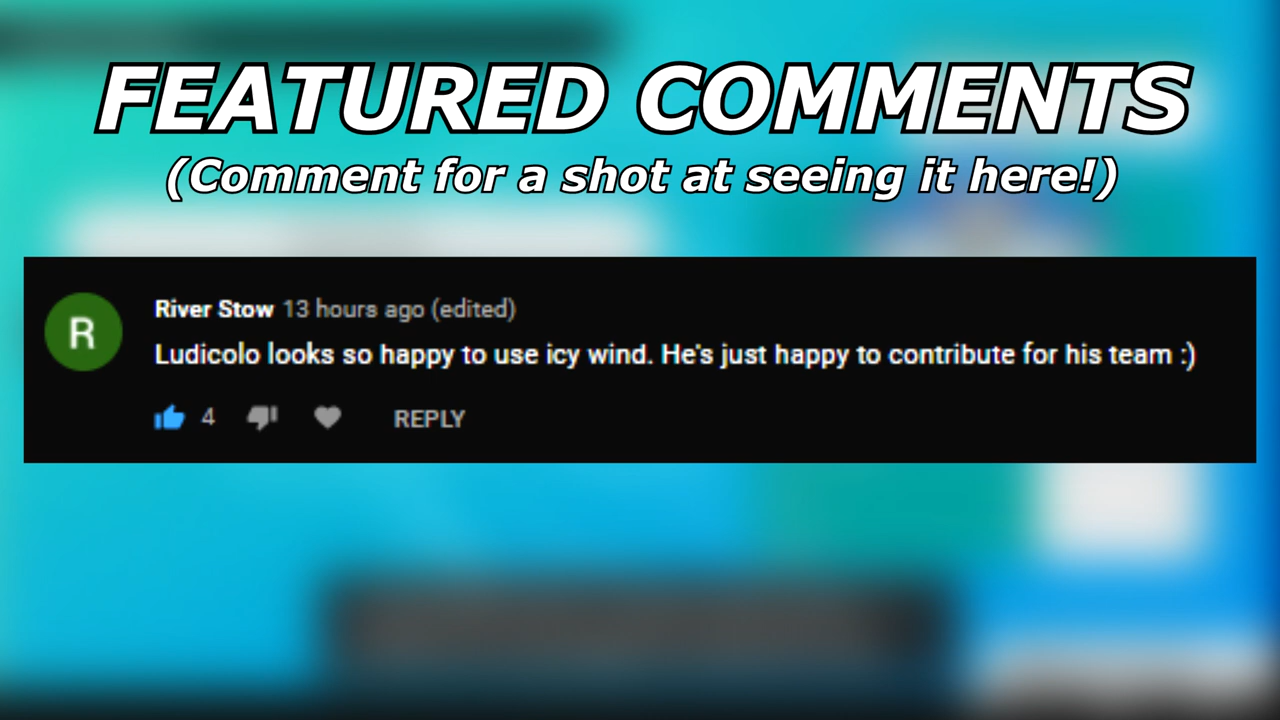 FEATURED COMMENTS
(Comment for a shot at seeing it here!)
R
River Stow 13 hours ago (edited)
Ludicolo looks so happy to use icy wind. He's just happy to contribute for his team :)
4 REPLY